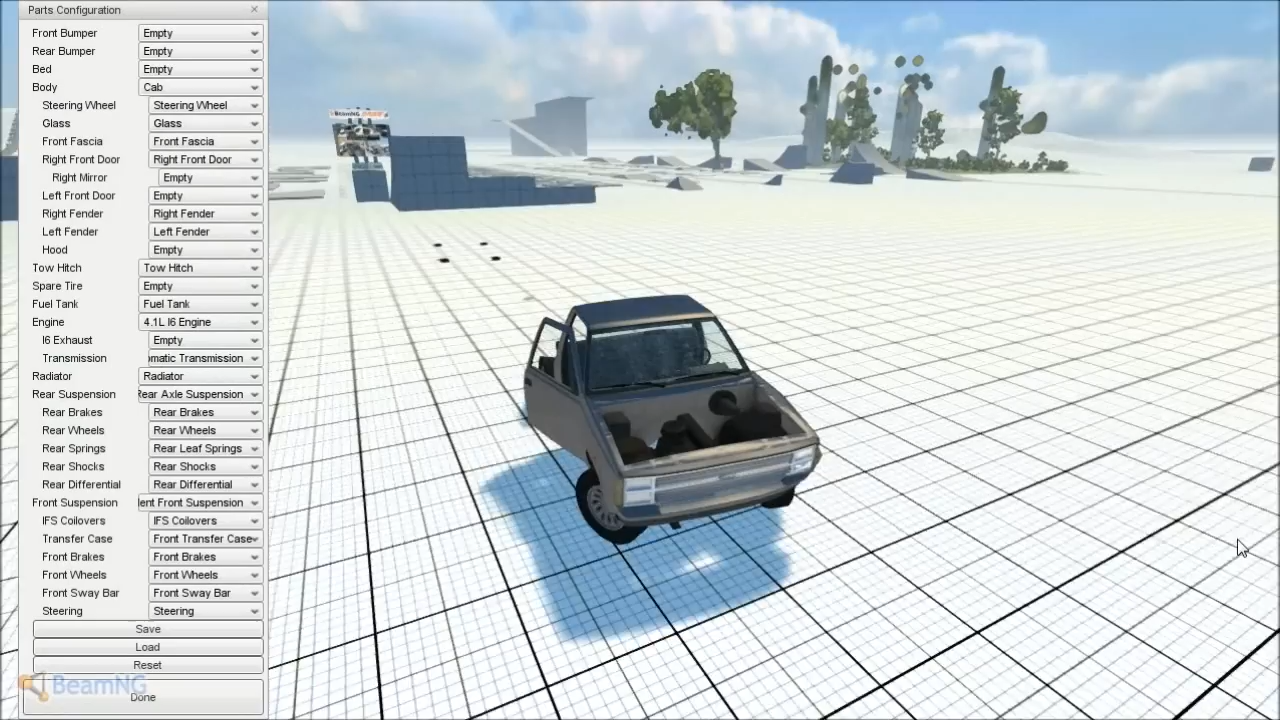 Parts Configuration
Front Bumper Empty
Rear Bumper Empty
Bed Empty
Body Cab
Steering Wheel Steering Wheel
Glass Glass
Front Fascia Front Fascia
Right Front Door Right Front Door
Right Mirror Empty
Left Front Door Empty
Right Fender Right Fender
Left Fender Left Fender
Hood Empty
Tow Hitch Tow Hitch
Spare Tire Empty
Fuel Tank Fuel Tank
Engine 4.1L I6 Engine
I6 Exhaust Empty
Transmission omatic Transmission
Radiator Radiator
Rear Suspension Rear Axle Suspension
Rear Brakes Rear Brakes
Rear Wheels Rear Wheels
Rear Springs Rear Leaf Springs
Rear Shocks Rear Shocks
Rear Differential Rear Differential
Front Suspension ent Front Suspension
IFS Coilovers IFS Coilovers
Transfer Case Front Transfer Case
Front Brakes Front Brakes
Front Wheels Front Wheels
Front Sway Bar Front Sway Bar
Steering Steering
Save
Load
Reset
BeamNG
Done
BeamNG